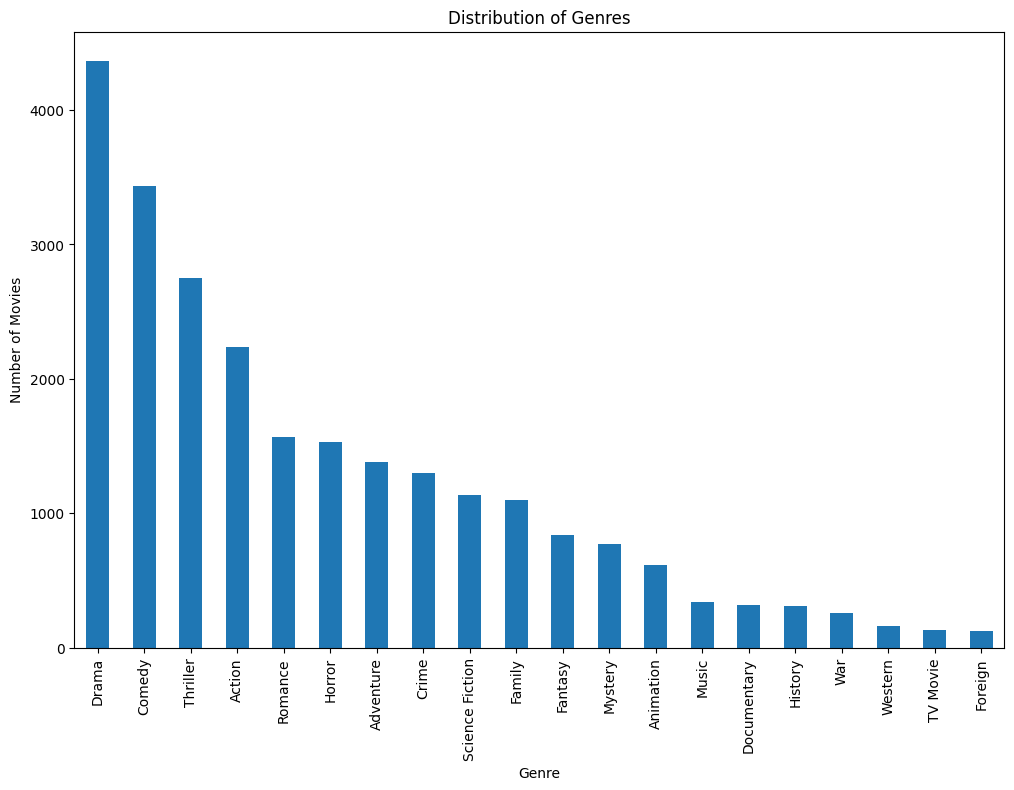 Distribution of Genres
Number of Movies
4000
3000
2000
1000
0
Drama
Comedy
Thriller
Action
Romance
Horror
Adventure
Crime
Science Fiction
Family
Fantasy
Mystery
Animation
Music
Documentary
History
War
Western
TV Movie
Foreign
Genre